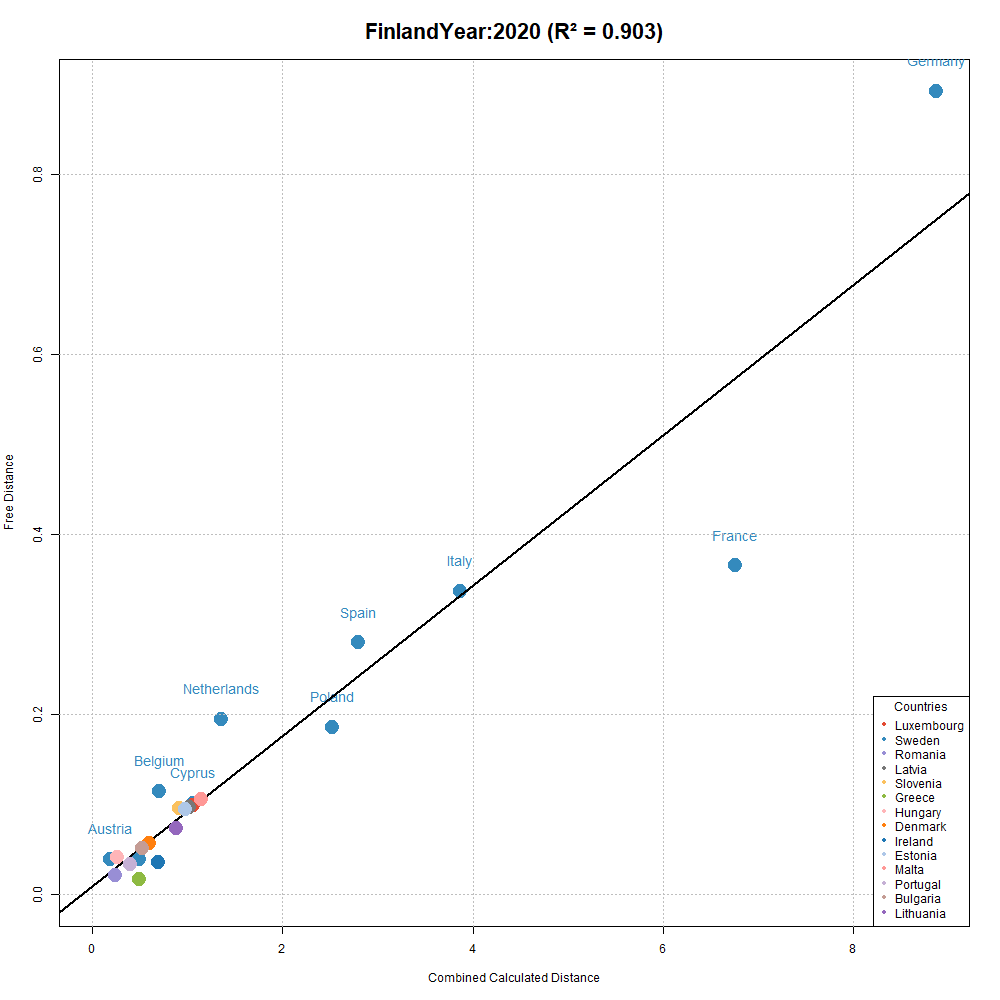 FinlandYear:2020 (R² = 0.903)
Germany
0.8
0.6
Free Distance
0.4
France
Italy
Spain
Netherlands
Poland
0.2
Belgium
Cyprus
Austria
0.0
Countries
Luxembourg
Sweden
Romania
Latvia
Slovenia
Greece
Hungary
Denmark
Ireland
Estonia
Malta
Portugal
Bulgaria
Lithuania
0 2 4 6 8
Combined Calculated Distance